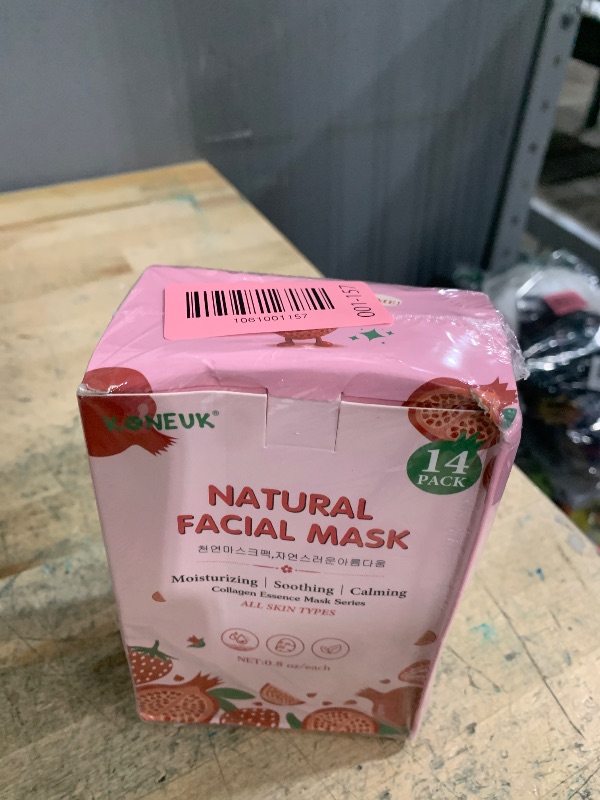 1061001157
001-157
KONEUK®
14
PACK
NATURAL
FACIAL MASK
천연마스크팩,자연스러운아름다움
Moisturizing | Soothing | Calming
Collagen Essence Mask Series
ALL SKIN TYPES
NET:0.8 oz/each